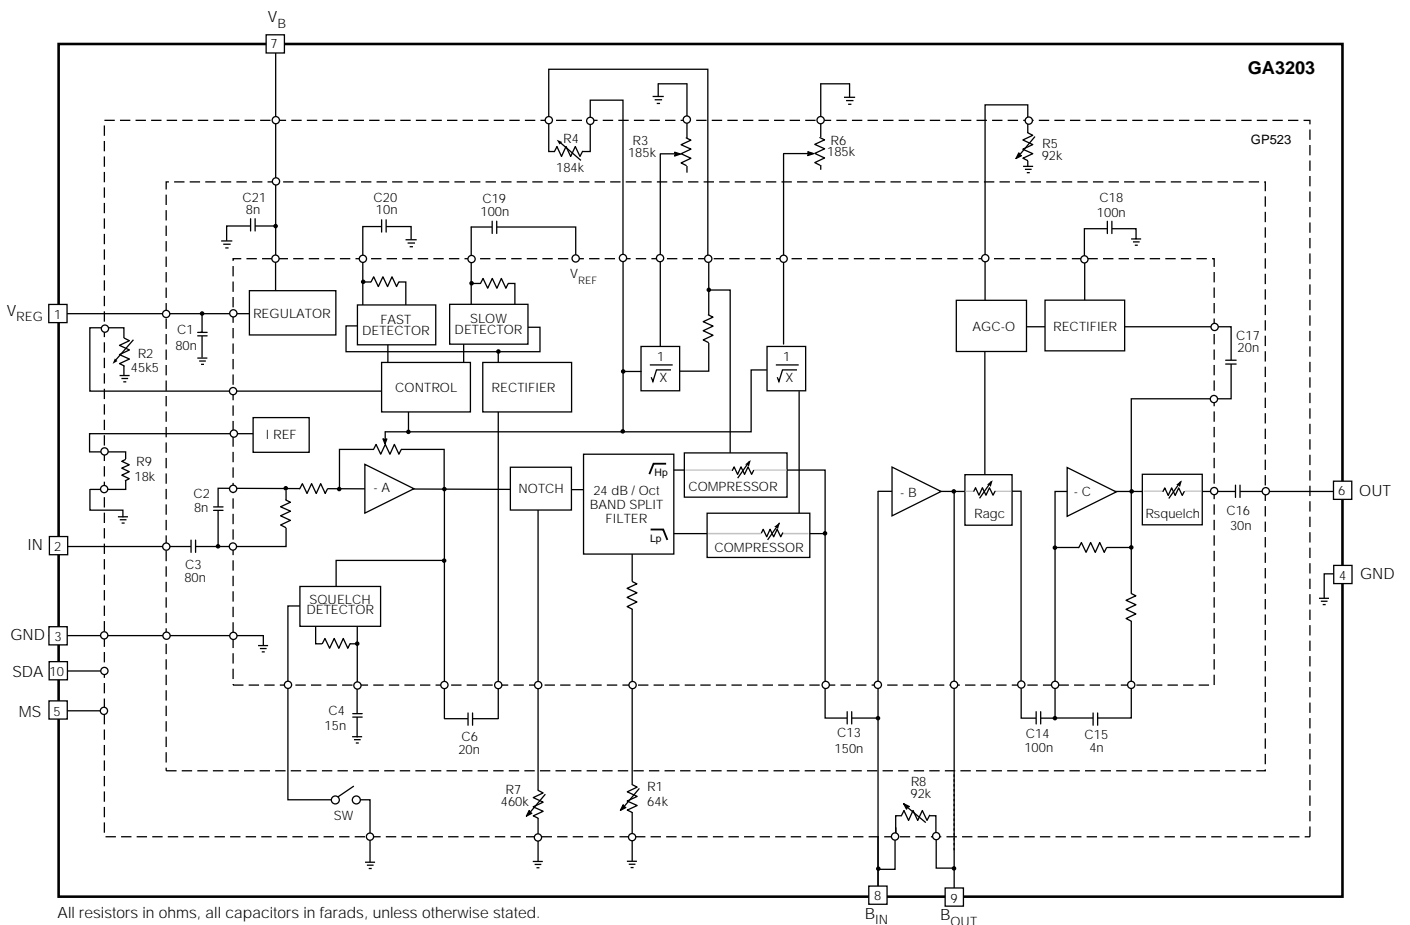 V_B
7
GA3203
GP523
R4
184k
R3
185k
R6
185k
R5
92k
C21
8n
C20
10n
C19
100n
C18
100n
V_REF
V_REG
1
REGULATOR
FAST
DETECTOR
SLOW
DETECTOR
AGC-O
RECTIFIER
C17
20n
C1
80n
R2
45k5
1
√X
1
√X
CONTROL
RECTIFIER
I REF
R9
18k
C2
8n
- A
NOTCH
24 dB / Oct
BAND SPLIT
FILTER
Hp
Lp
COMPRESSOR
COMPRESSOR
- B
Ragc
- C
Rsquelch
C16
30n
6
OUT
IN
2
C3
80n
4
GND
SQUELCH
DETECTOR
GND
3
SDA
10
MS
5
C4
15n
C6
20n
C13
150n
C14
100n
C15
4n
R7
460k
R1
64k
R8
92k
SW
8
9
B_IN
B_OUT
All resistors in ohms, all capacitors in farads, unless otherwise stated.